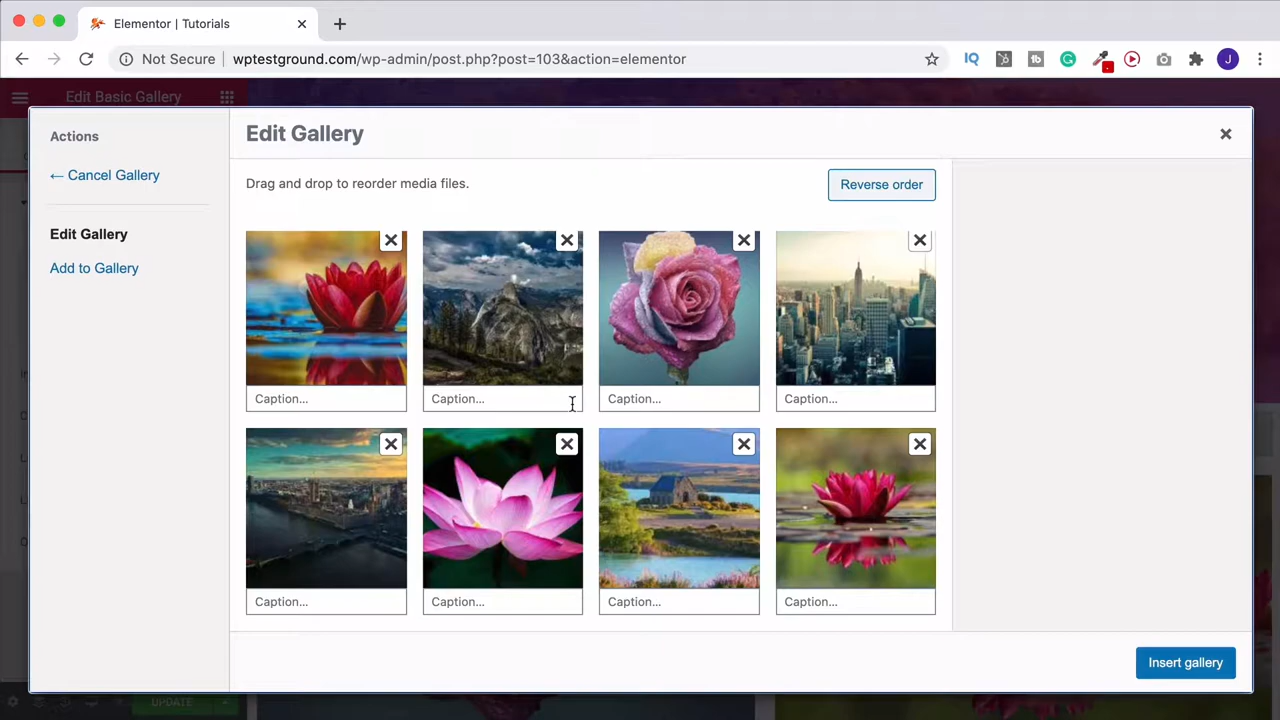 Elementor | Tutorials
Not Secure
wptestground.com/wp-admin/post.php?post=103&action=elementor
Edit Basic Gallery
Actions
Edit Gallery
← Cancel Gallery
Drag and drop to reorder media files.
Reverse order
Edit Gallery
Add to Gallery
Caption...
Caption...
Caption...
Caption...
Caption...
Caption...
Caption...
Caption...
Insert gallery
UPDATE